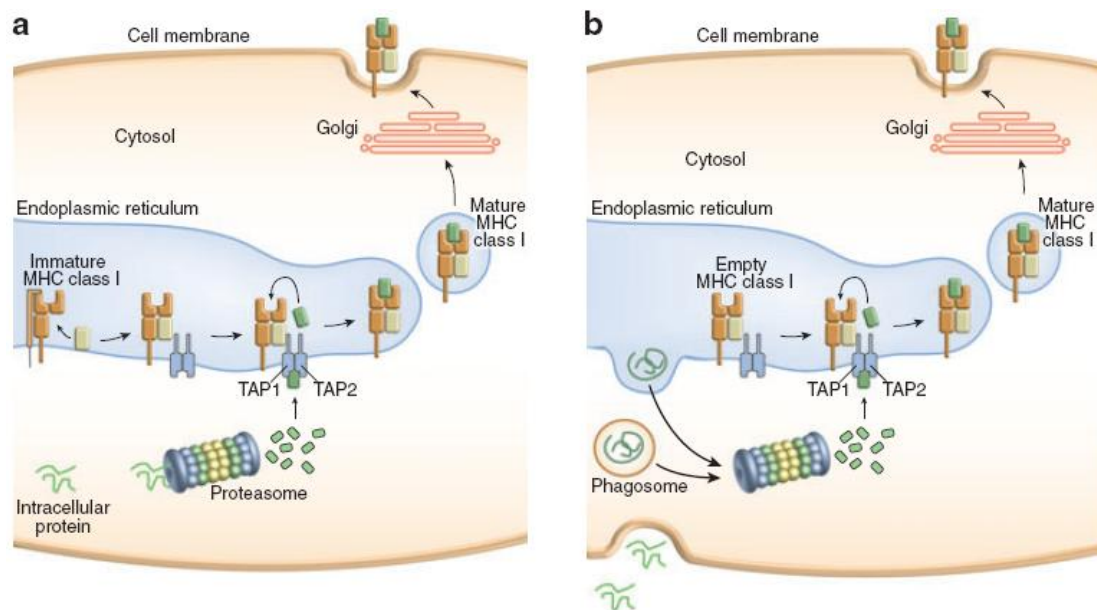 a
Cell membrane
Cytosol
Golgi
Endoplasmic reticulum
Mature
MHC
class I
Immature
MHC class I
TAP1
TAP2
Proteasome
Intracellular
protein
b
Cell membrane
Golgi
Cytosol
Endoplasmic reticulum
Mature
MHC
class I
Empty
MHC class I
TAP1
TAP2
Phagosome